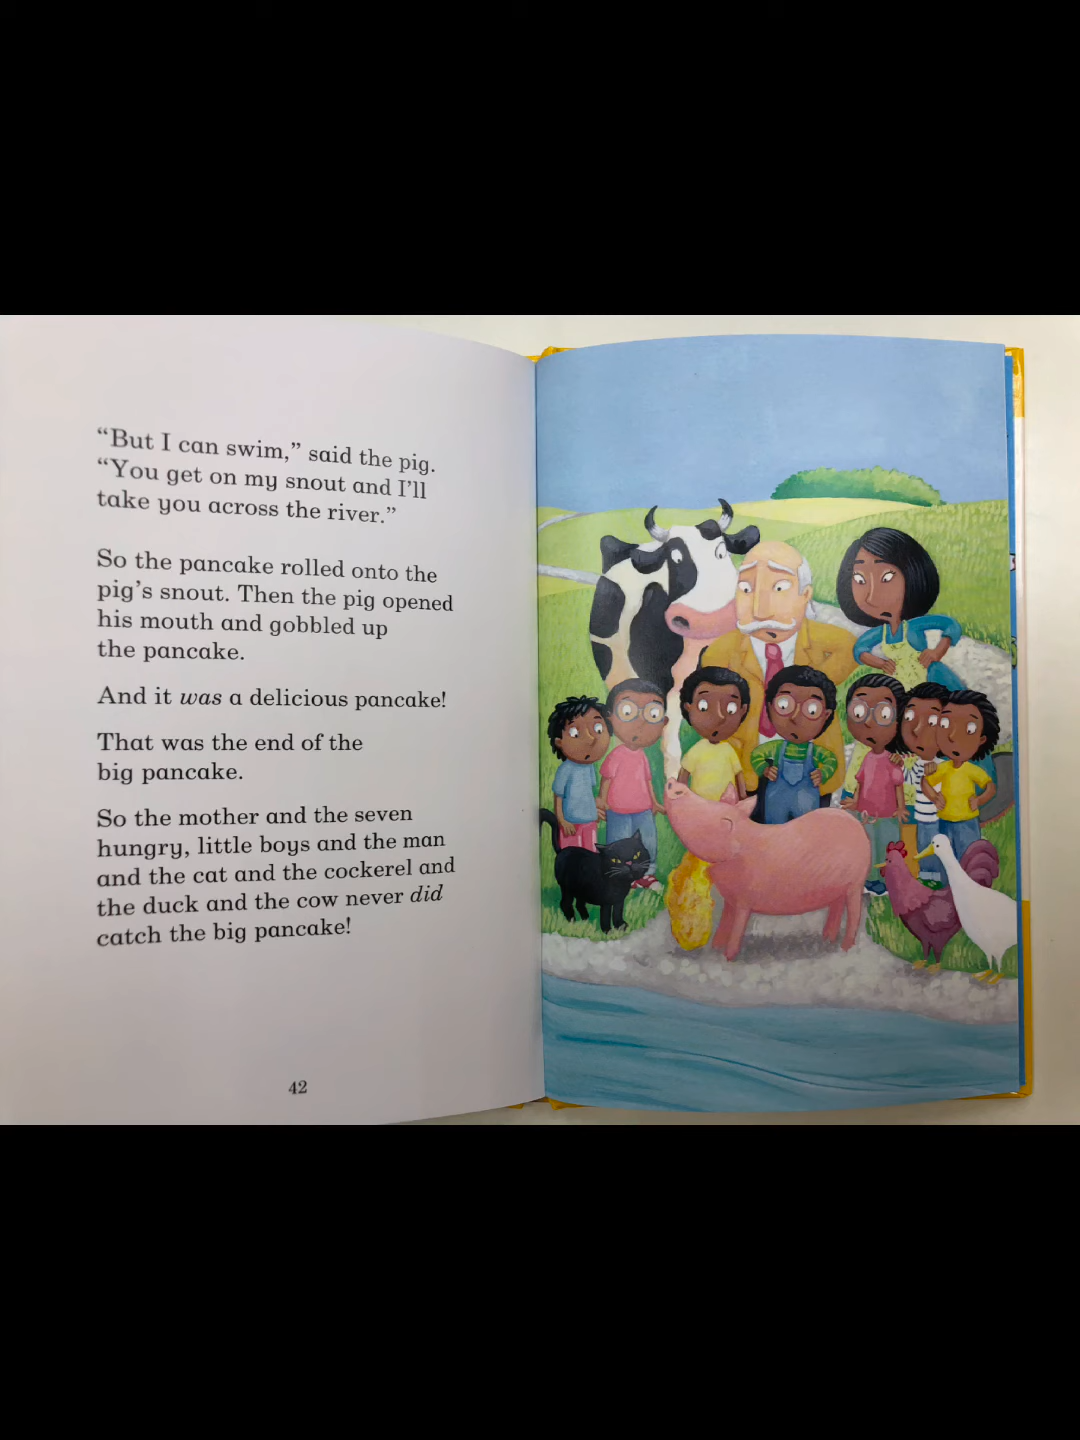 “But I can swim,” said the pig.
“You get on my snout and I’ll
take you across the river.”
So the pancake rolled onto the
pig’s snout. Then the pig opened
his mouth and gobbled up
the pancake.
And it was a delicious pancake!
That was the end of the
big pancake.
So the mother and the seven
hungry, little boys and the man
and the cat and the cockerel and
the duck and the cow never did
catch the big pancake!
42